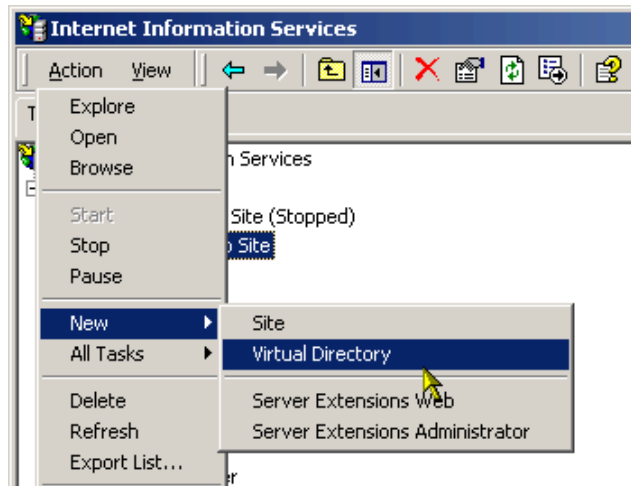 Internet Information Services
Action View
T
Explore
Open
Browse
n Services
Start
Site (Stopped)
Stop
Site
Pause
New
Site
All Tasks
Virtual Directory
Delete
Server Extensions Web
Refresh
Server Extensions Administrator
Export List...
er